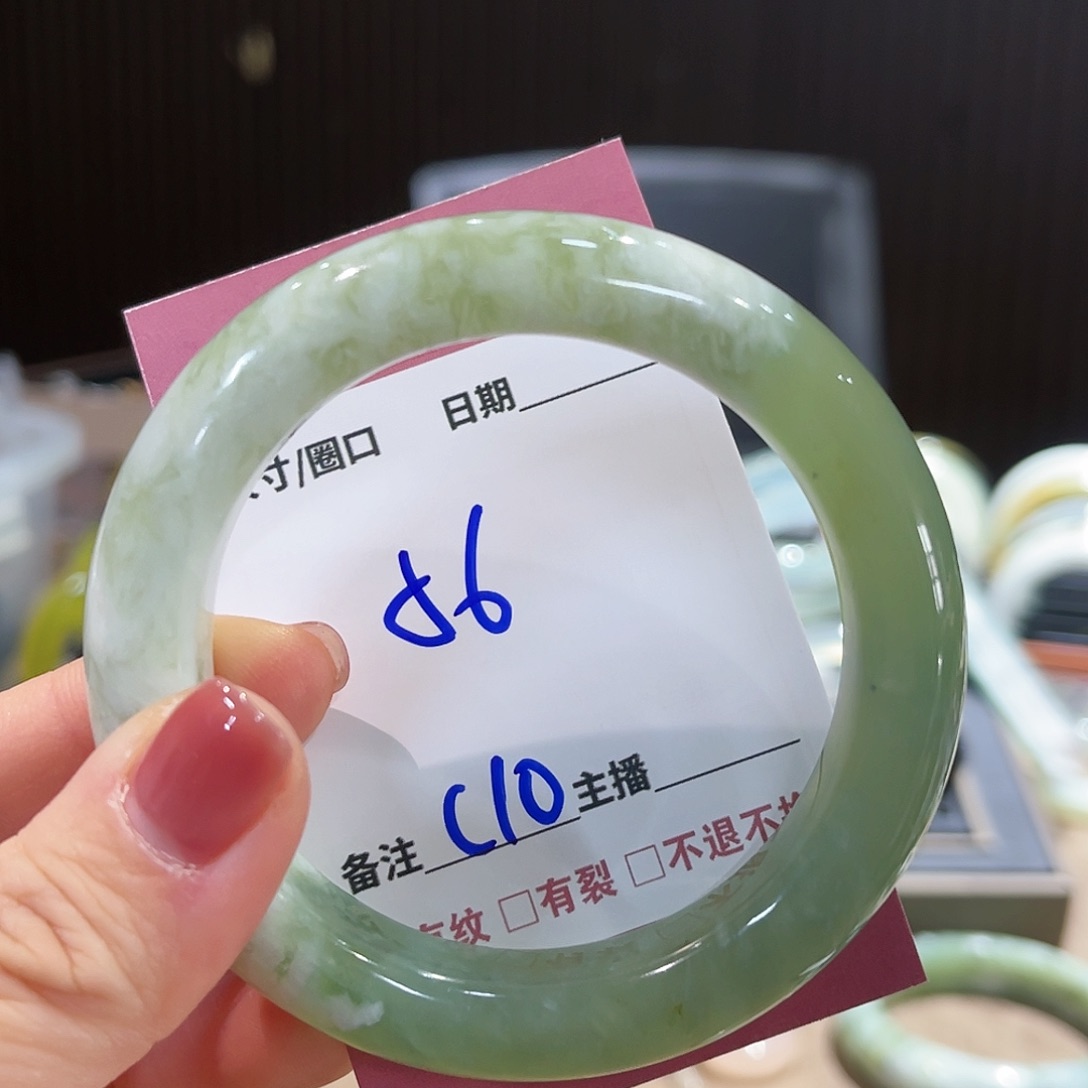 寸/圈口 日期
56
备注 C10 主播
纹 □有裂 □不退不